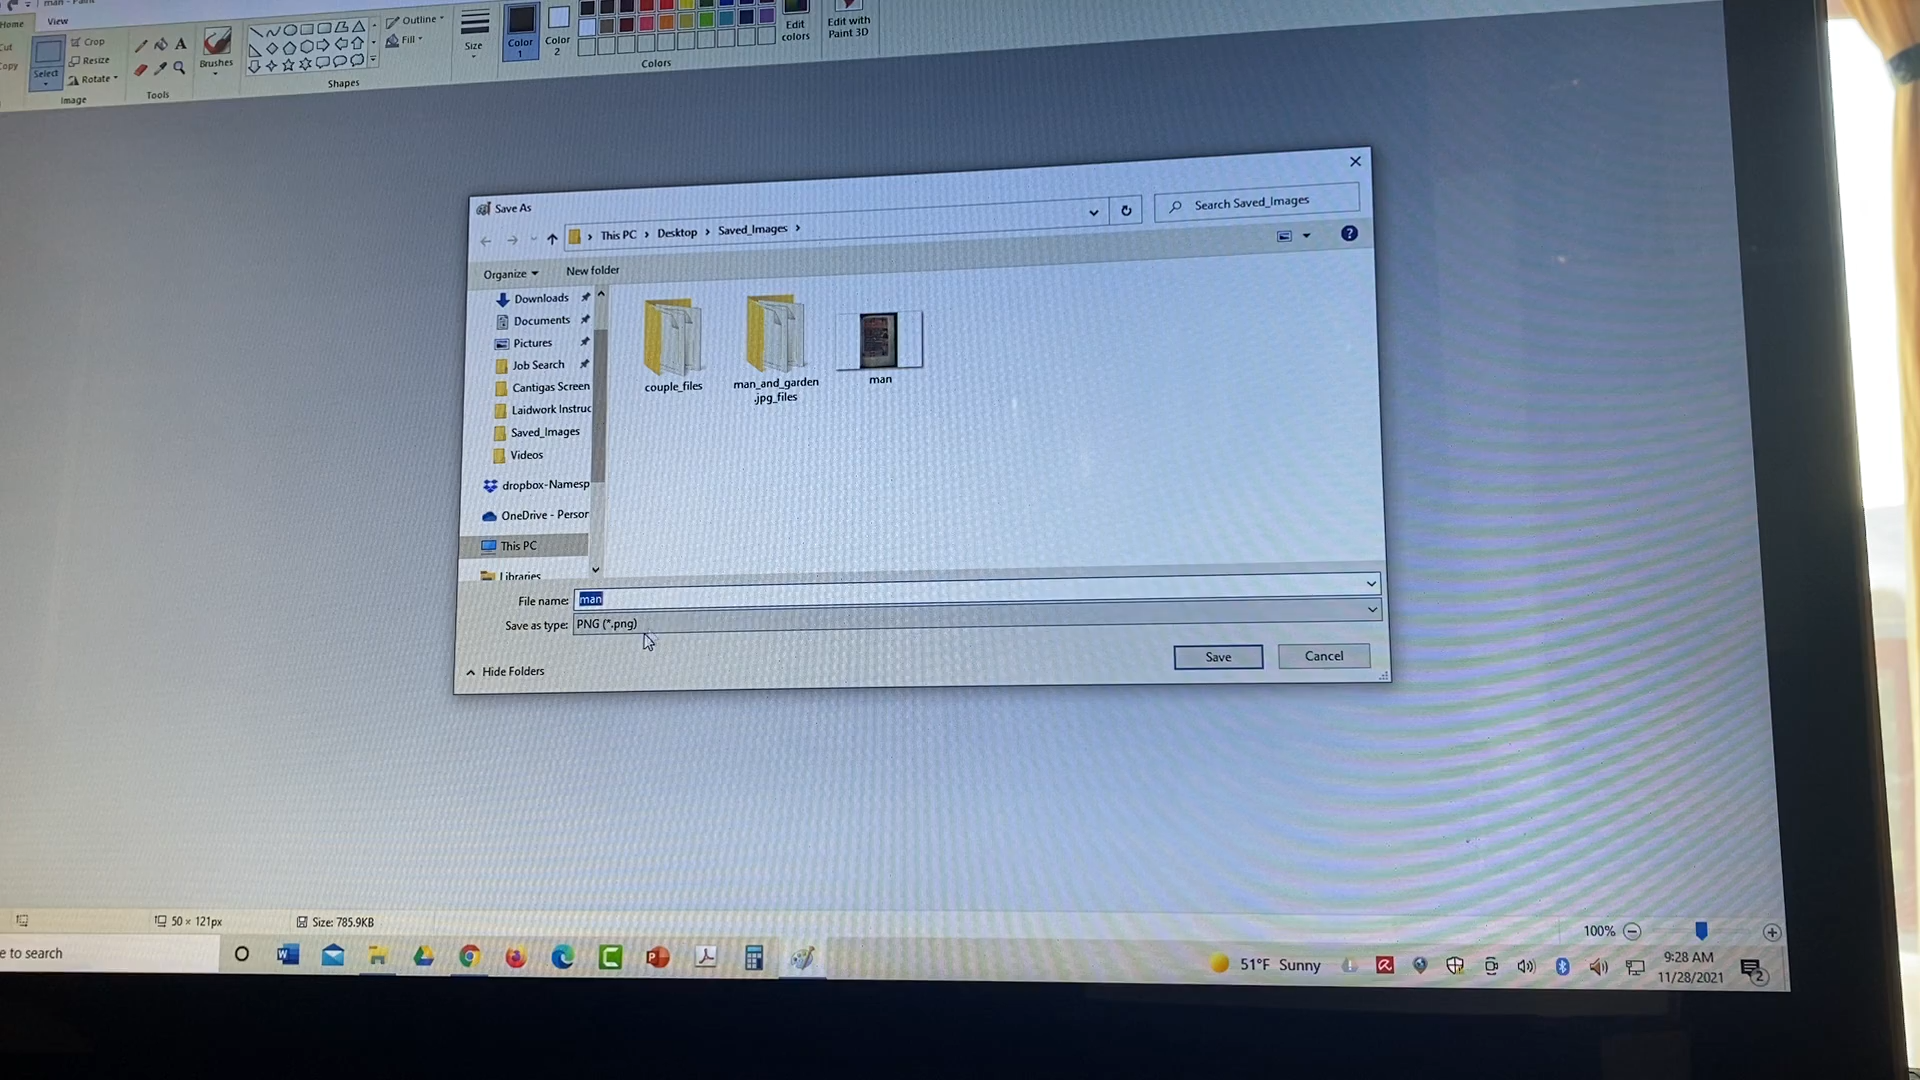 man - Paint
Home
View
Cut
Copy
Select
Crop
Resize
Rotate
Image
A
Tools
Brushes
Shapes
Outline
Fill
Size
Color
1
Color
2
Colors
Edit
colors
Edit with
Paint 3D
Save As
This PC > Desktop > Saved_Images >
Search Saved_Images
Organize
New folder
?
Downloads
Documents
Pictures
Job Search
Cantigas Screen
Laidwork Instruc
Saved_Images
Videos
dropbox-Namesp
OneDrive - Person
This PC
Libraries
couple_files
man_and_garden
.jpg_files
man
File name: man
Save as type: PNG (*.png)
Hide Folders
Save
Cancel
50 × 121px
Size: 785.9KB
100%
e to search
51°F Sunny
9:28 AM
11/28/2021
2